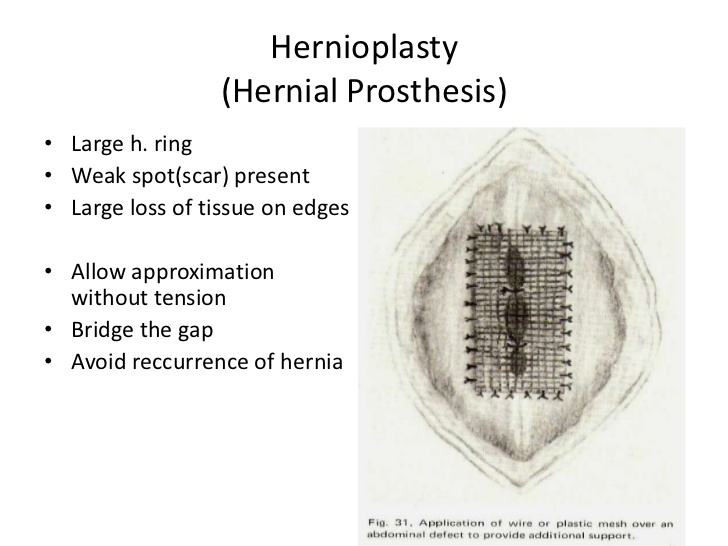 Hernioplasty
(Hernial Prosthesis)
• Large h. ring
• Weak spot(scar) present
• Large loss of tissue on edges
• Allow approximation
without tension
• Bridge the gap
• Avoid reccurrence of hernia
Fig. 31. Application of wire or plastic mesh over an
abdominal defect to provide additional support.